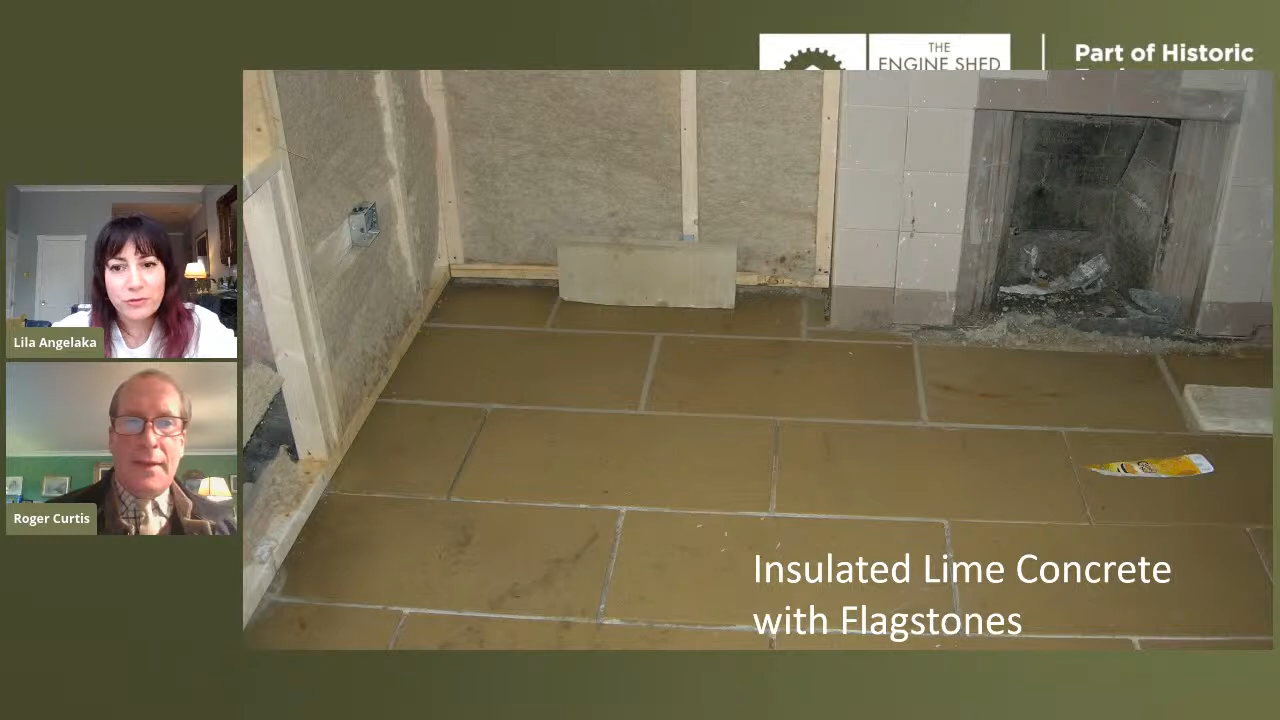 THE
ENGINE SHED
Part of Historic
Lila Angelaka
Roger Curtis
Insulated Lime Concrete
with Flagstones